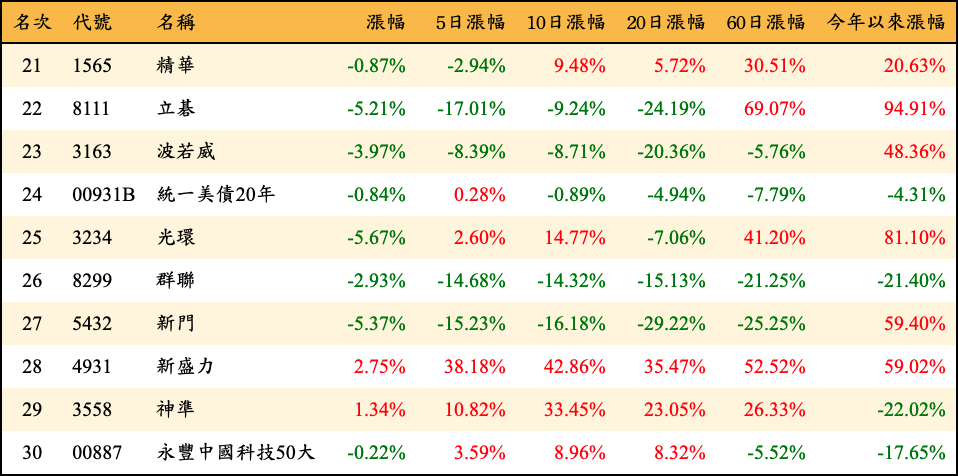 名次 代號 名稱 漲幅 5日漲幅 10日漲幅 20日漲幅 60日漲幅 今年以來漲幅
21 1565 精華 -0.87% -2.94% 9.48% 5.72% 30.51% 20.63%
22 8111 立碁 -5.21% -17.01% -9.24% -24.19% 69.07% 94.91%
23 3163 波若威 -3.97% -8.39% -8.71% -20.36% -5.76% 48.36%
24 00931B 統一美債20年 -0.84% 0.28% -0.89% -4.94% -7.79% -4.31%
25 3234 光環 -5.67% 2.60% 14.77% -7.06% 41.20% 81.10%
26 8299 群聯 -2.93% -14.68% -14.32% -15.13% -21.25% -21.40%
27 5432 新門 -5.37% -15.23% -16.18% -29.22% -25.25% 59.40%
28 4931 新盛力 2.75% 38.18% 42.86% 35.47% 52.52% 59.02%
29 3558 神準 1.34% 10.82% 33.45% 23.05% 26.33% -22.02%
30 00887 永豐中國科技50大 -0.22% 3.59% 8.96% 8.32% -5.52% -17.65%